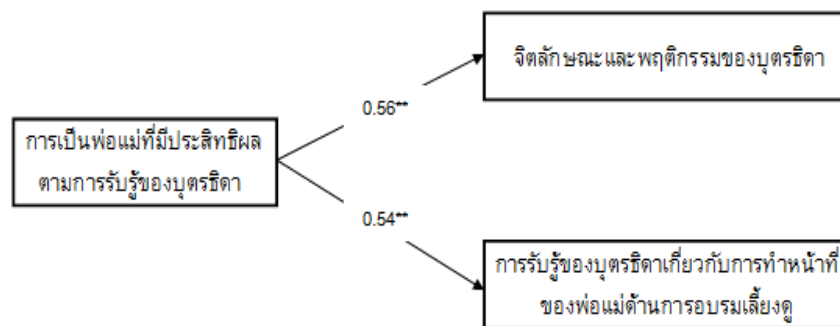 จิตลักษณะและพฤติกรรมของบุตรธิดา
0.56**
การเป็นพ่อแม่ที่มีประสิทธิผล
ตามการรับรู้ของบุตรธิดา
0.54**
การรับรู้ของบุตรธิดาเกี่ยวกับการทำหน้าที่
ของพ่อแม่ด้านการอบรมเลี้ยงดู